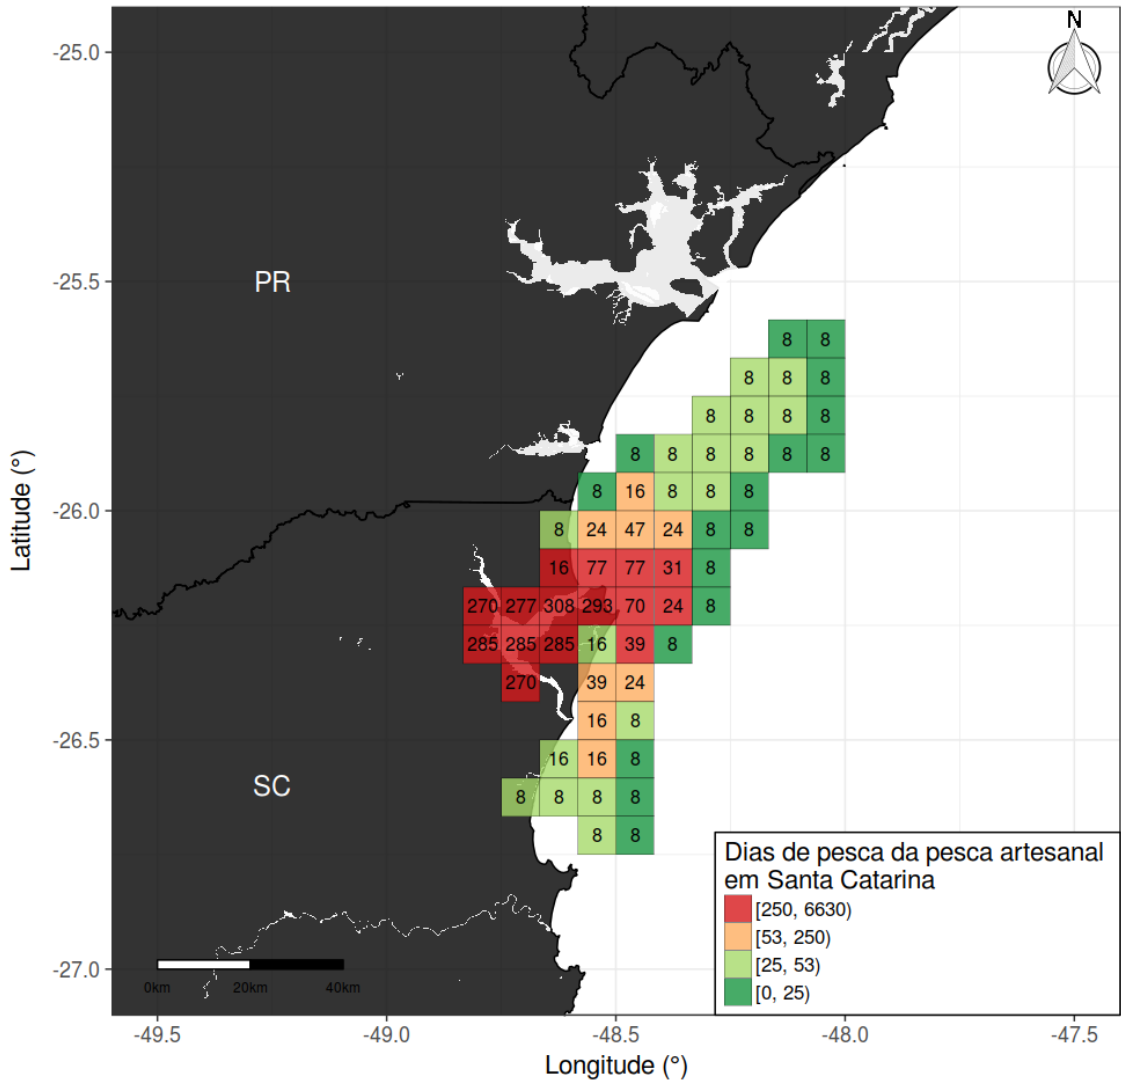 N
-25.0
PR
-25.5
8 8
8 8 8
8 8 8 8
8 8 8 8 8 8
8 16 8 8 8
-26.0
8 24 47 24 8 8
16 77 77 31 8
270 277 308 293 70 24 8
285 285 285 16 39 8
270 39 24
16 8
-26.5
16 16 8
SC
8 8 8 8
8 8
Dias de pesca da pesca artesanal
em Santa Catarina
[250, 6630)
[53, 250)
[25, 53)
[0, 25)
-27.0
0km 20km 40km
-49.5 -49.0 -48.5 -48.0 -47.5
Longitude (°)
Latitude (°)